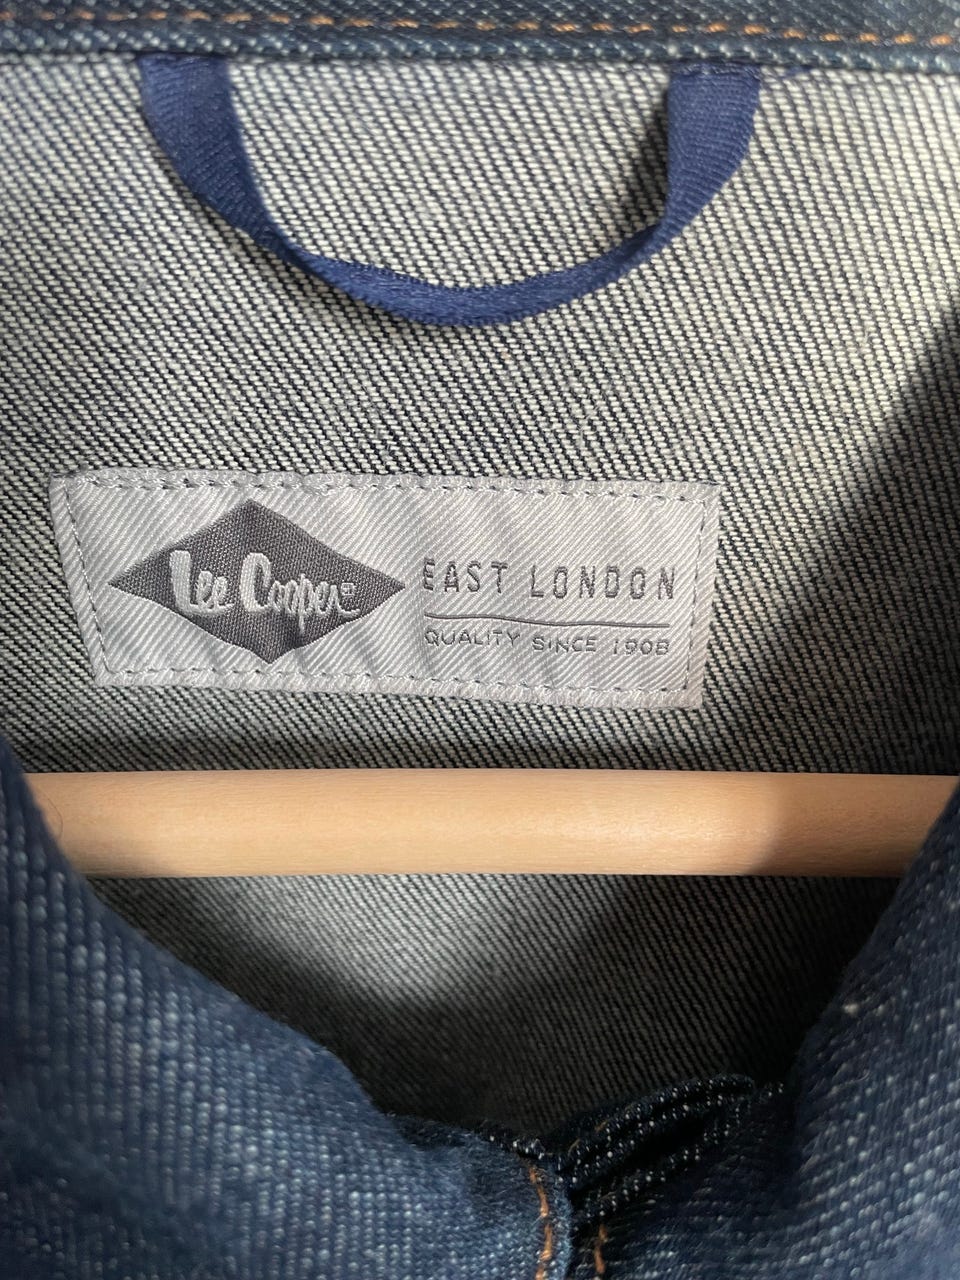 Lee Cooper
EAST LONDON
QUALITY SINCE 1908